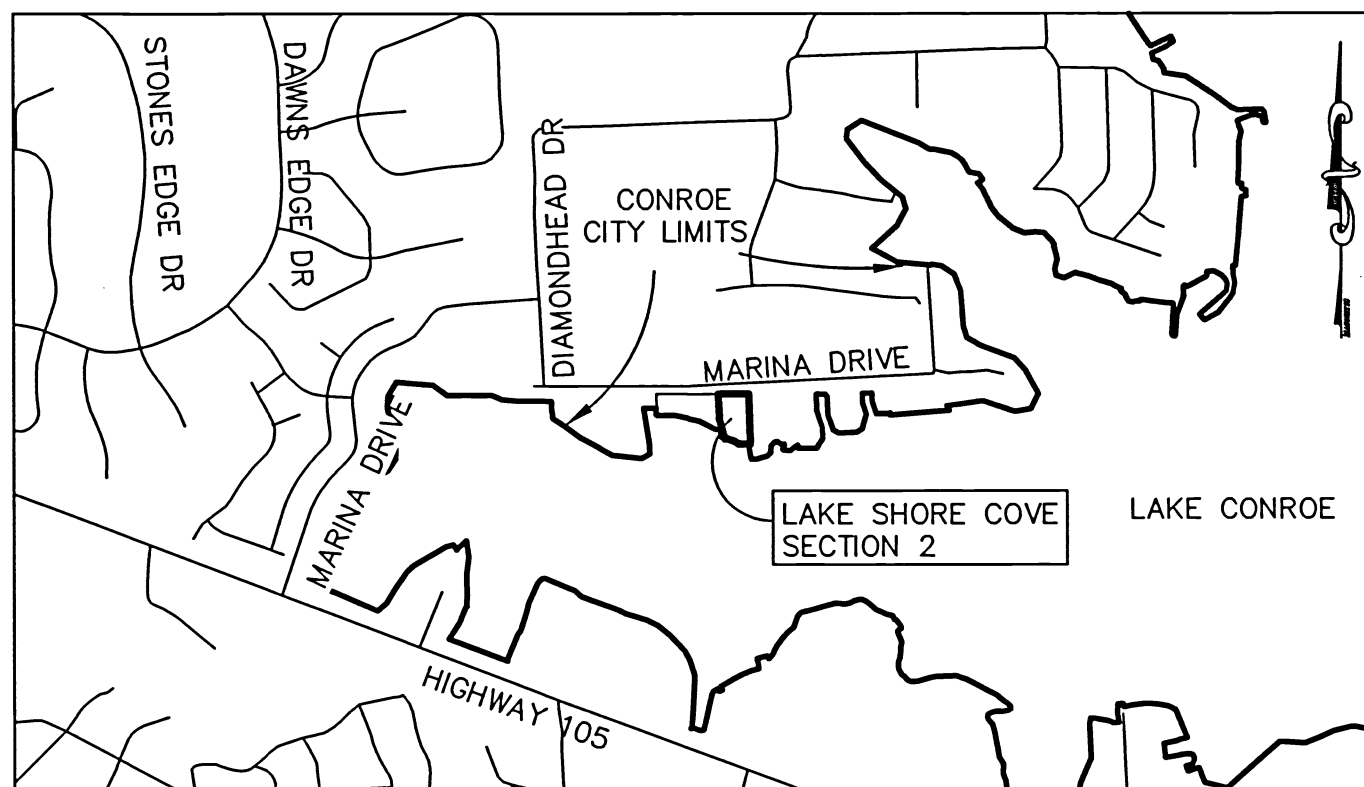 STONES EDGE DR
DAWNS EDGE DR
DIAMONDHEAD DR
CONROE
CITY LIMITS
MARINA DRIVE
MARINA DRIVE
LAKE SHORE COVE
SECTION 2
LAKE CONROE
HIGHWAY 105